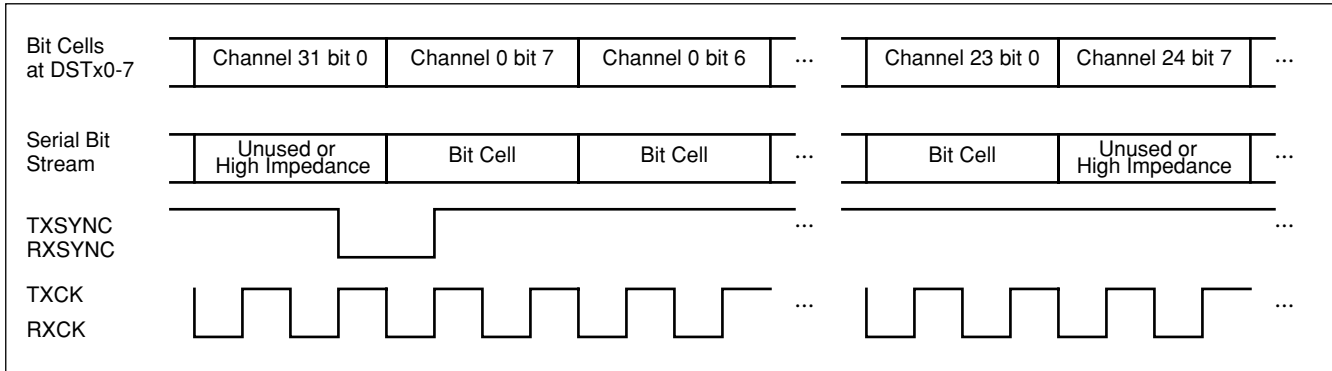 Bit Cells
at DSTx0-7
Channel 31 bit 0
Channel 0 bit 7
Channel 0 bit 6
...
Channel 23 bit 0
Channel 24 bit 7
...
Serial Bit
Stream
Unused or
High Impedance
Bit Cell
Bit Cell
...
Bit Cell
Unused or
High Impedance
...
TXSYNC
RXSYNC
...
...
TXCK
RXCK
...
...